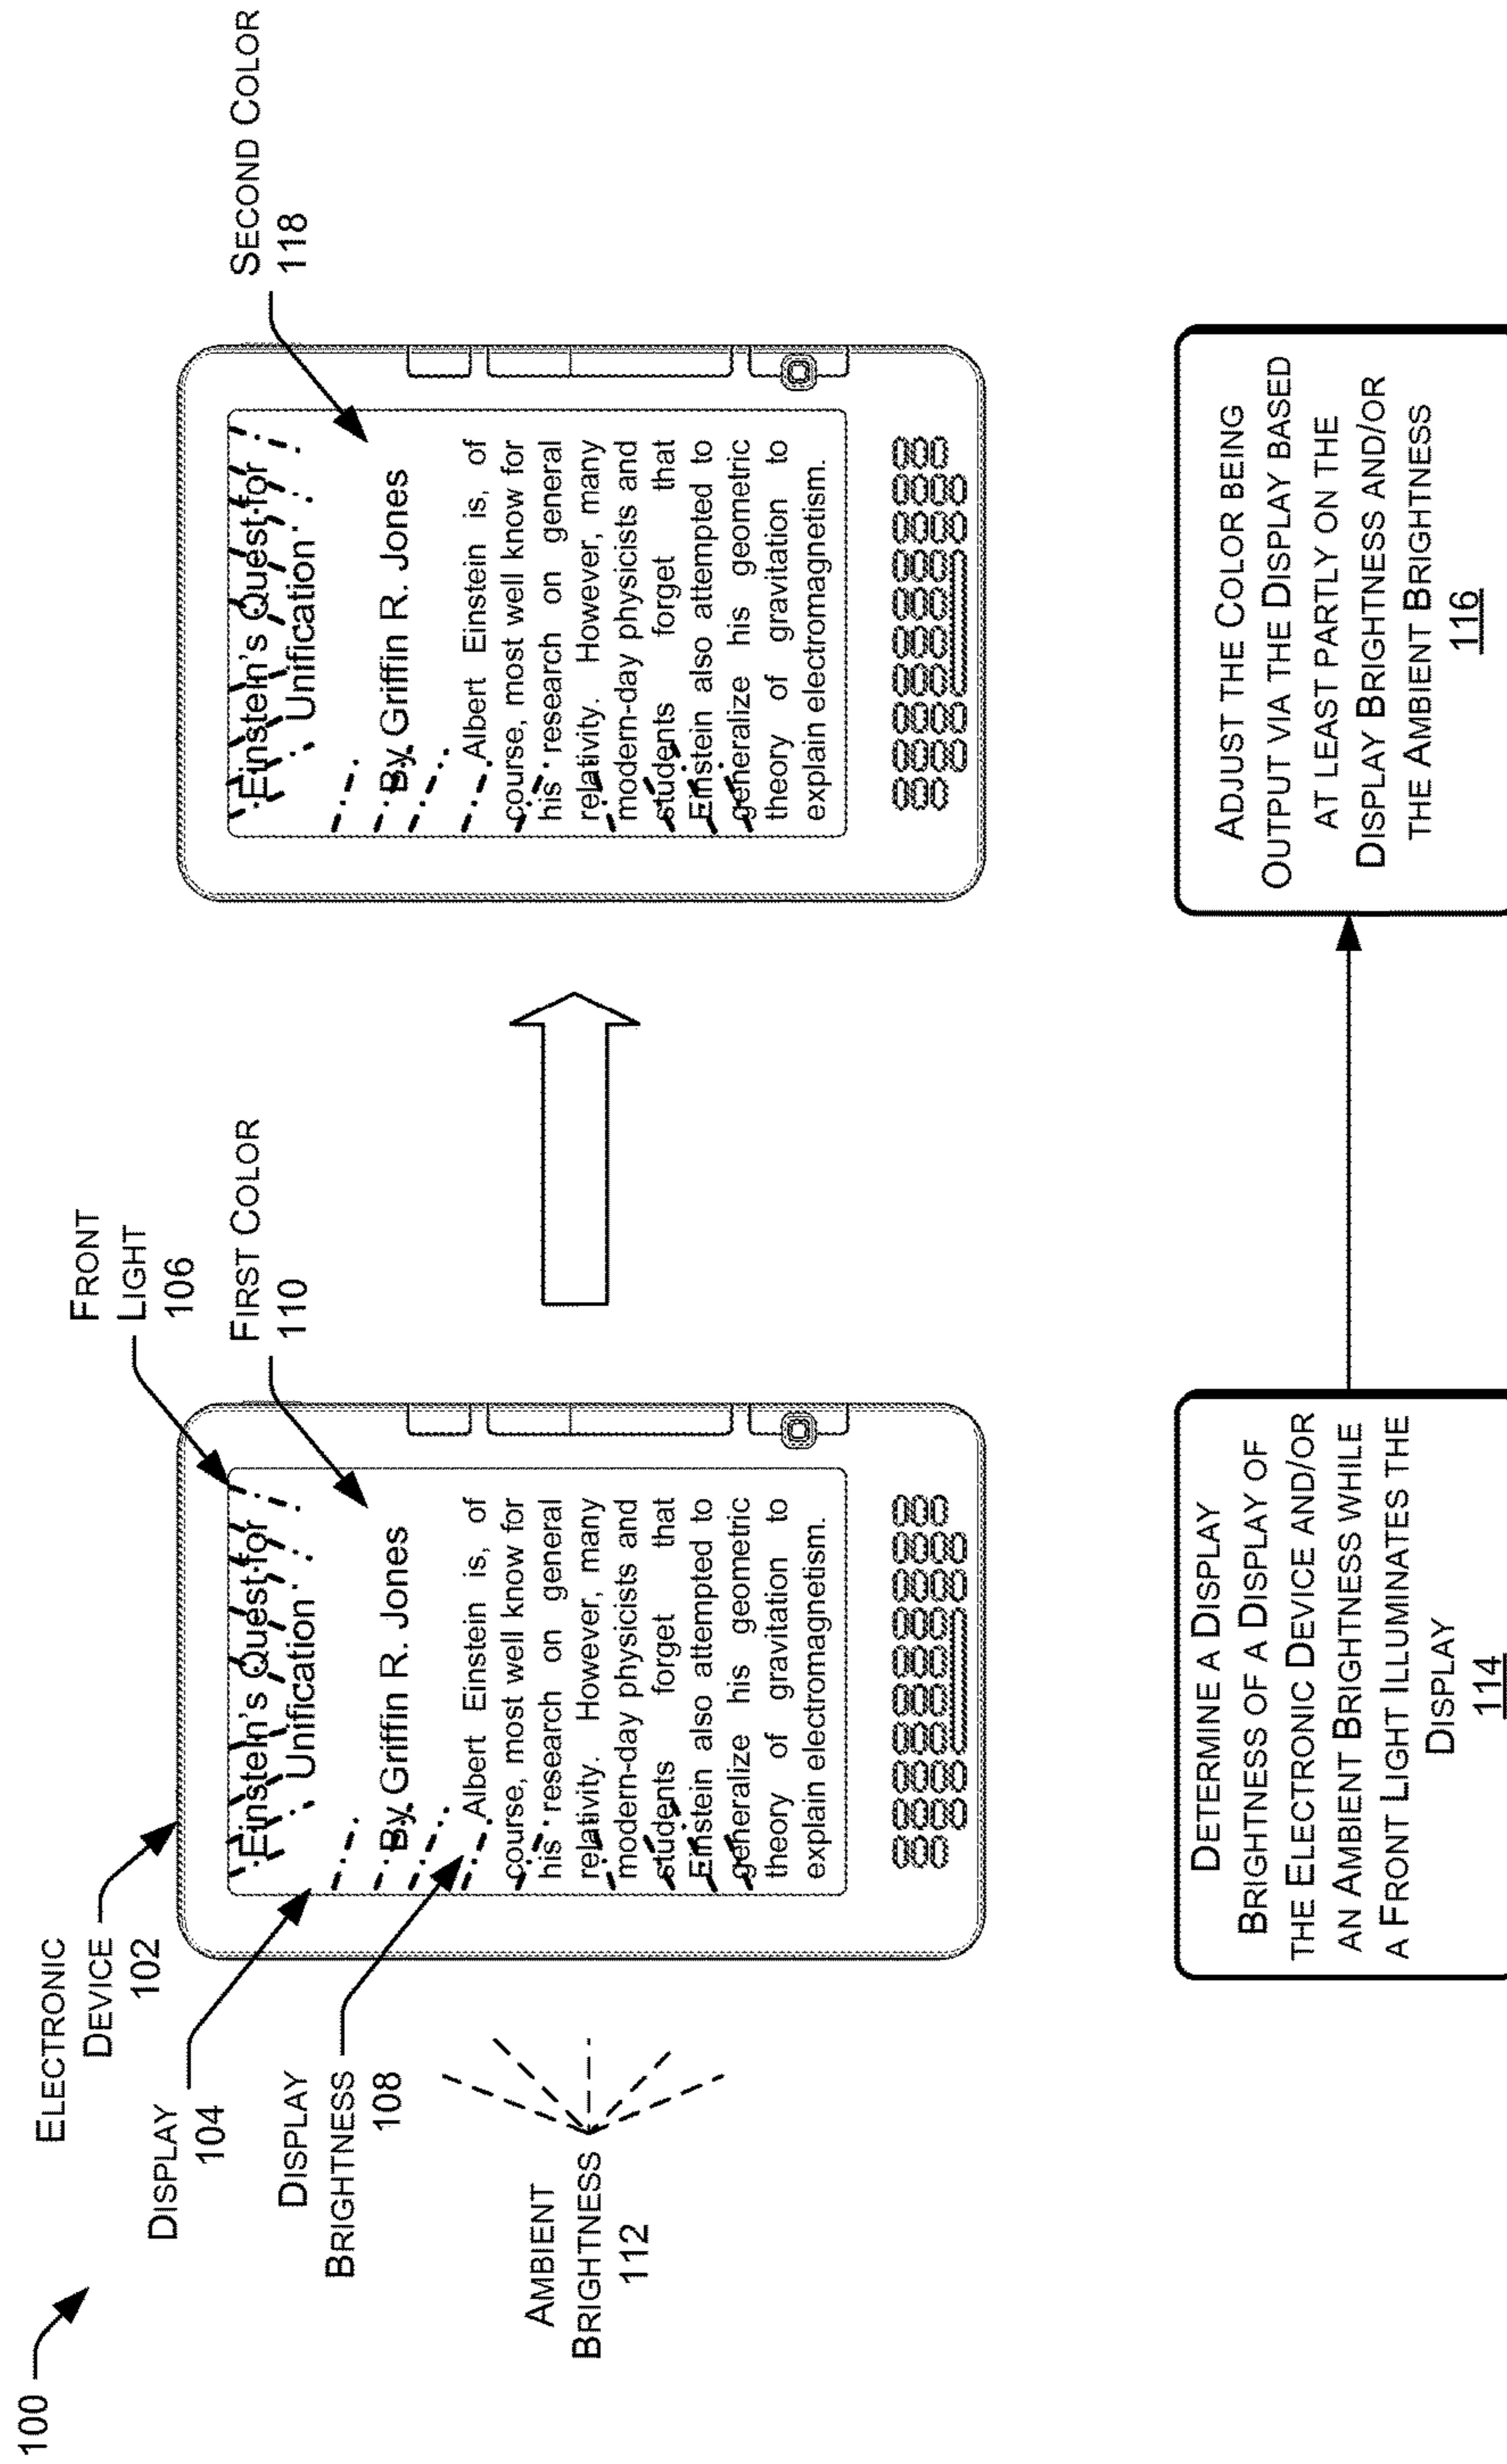 100
ELECTRONIC
DEVICE
102
DISPLAY
104
DISPLAY
BRIGHTNESS
108
AMBIENT
BRIGHTNESS
112
FRONT
LIGHT
106
FIRST COLOR
110
Einstein's Quest for
Unification
By Griffin R. Jones
Albert Einstein is, of
course, most well know for
his research on general
relativity. However, many
modern-day physicists and
students forget that
Einstein also attempted to
generalize his geometric
theory of gravitation to
explain electromagnetism.
SECOND COLOR
118
Einstein's Quest for
Unification
By Griffin R. Jones
Albert Einstein is, of
course, most well know for
his research on general
relativity. However, many
modern-day physicists and
students forget that
Einstein also attempted to
generalize his geometric
theory of gravitation to
explain electromagnetism.
DETERMINE A DISPLAY
BRIGHTNESS OF A DISPLAY OF
THE ELECTRONIC DEVICE AND/OR
AN AMBIENT BRIGHTNESS WHILE
A FRONT LIGHT ILLUMINATES THE
DISPLAY
114
ADJUST THE COLOR BEING
OUTPUT VIA THE DISPLAY BASED
AT LEAST PARTLY ON THE
DISPLAY BRIGHTNESS AND/OR
THE AMBIENT BRIGHTNESS
116